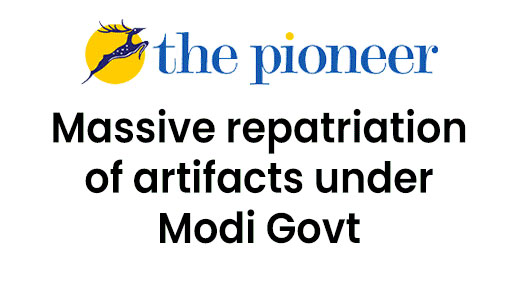 the pioneer
Massive repatriation
of artifacts under
Modi Govt